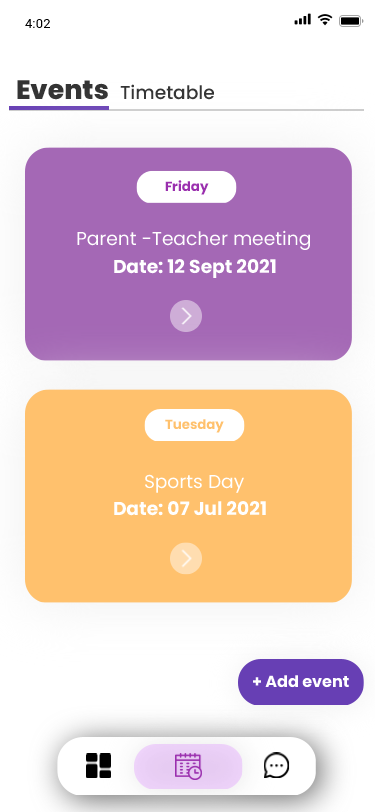 4:02
Events Timetable
Friday
Parent -Teacher meeting
Date: 12 Sept 2021
Tuesday
Sports Day
Date: 07 Jul 2021
+ Add event